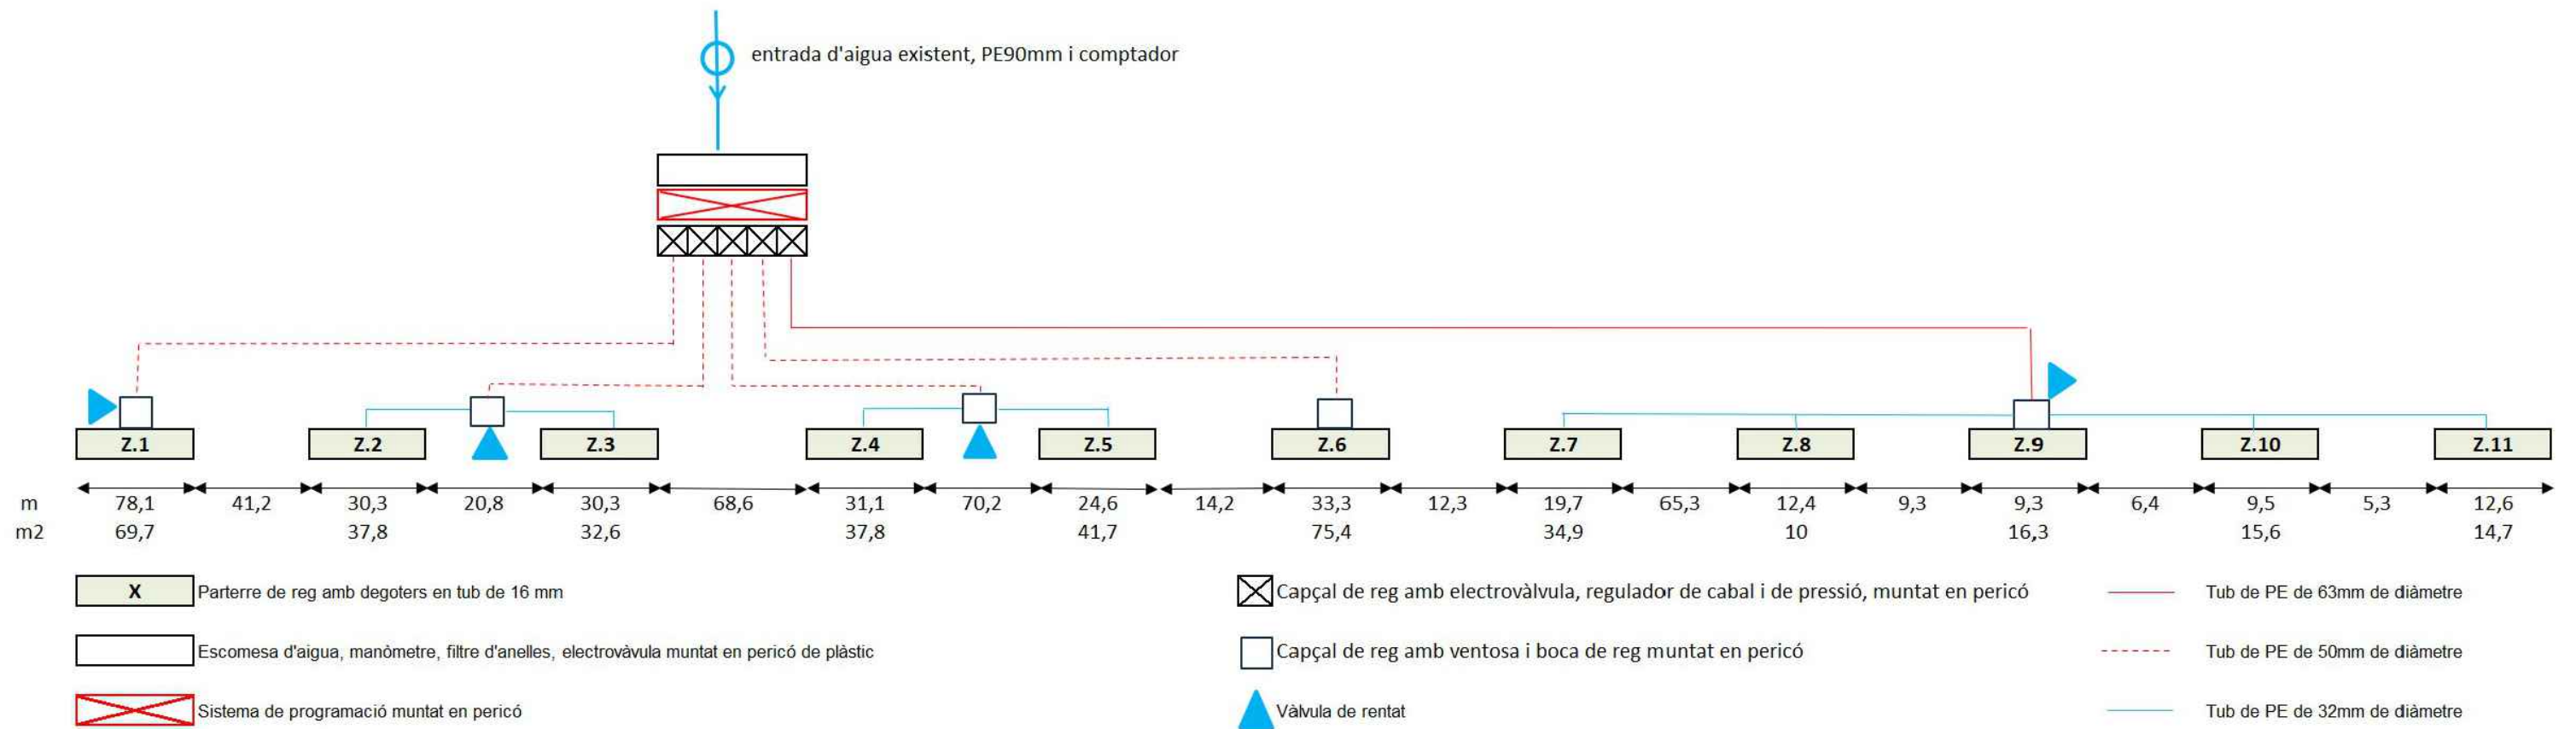 entrada d'aigua existent, PE90mm i comptador
Z.1 Z.2 Z.3 Z.4 Z.5 Z.6 Z.7 Z.8 Z.9 Z.10 Z.11
m 78,1 41,2 30,3 20,8 30,3 68,6 31,1 70,2 24,6 14,2 33,3 12,3 19,7 65,3 12,4 9,3 9,3 6,4 9,5 5,3 12,6
m2 69,7 37,8 32,6 37,8 41,7 75,4 34,9 10 16,3 15,6 14,7
X Parterre de reg amb degoters en tub de 16 mm
Escomesa d'aigua, manòmetre, filtre d'anelles, electrovàvula muntat en pericó de plàstic
Sistema de programació muntat en pericó
Capçal de reg amb electrovàlvula, regulador de cabal i de pressió, muntat en pericó
Capçal de reg amb ventosa i boca de reg muntat en pericó
Vàlvula de rentat
Tub de PE de 63mm de diàmetre
Tub de PE de 50mm de diàmetre
Tub de PE de 32mm de diàmetre